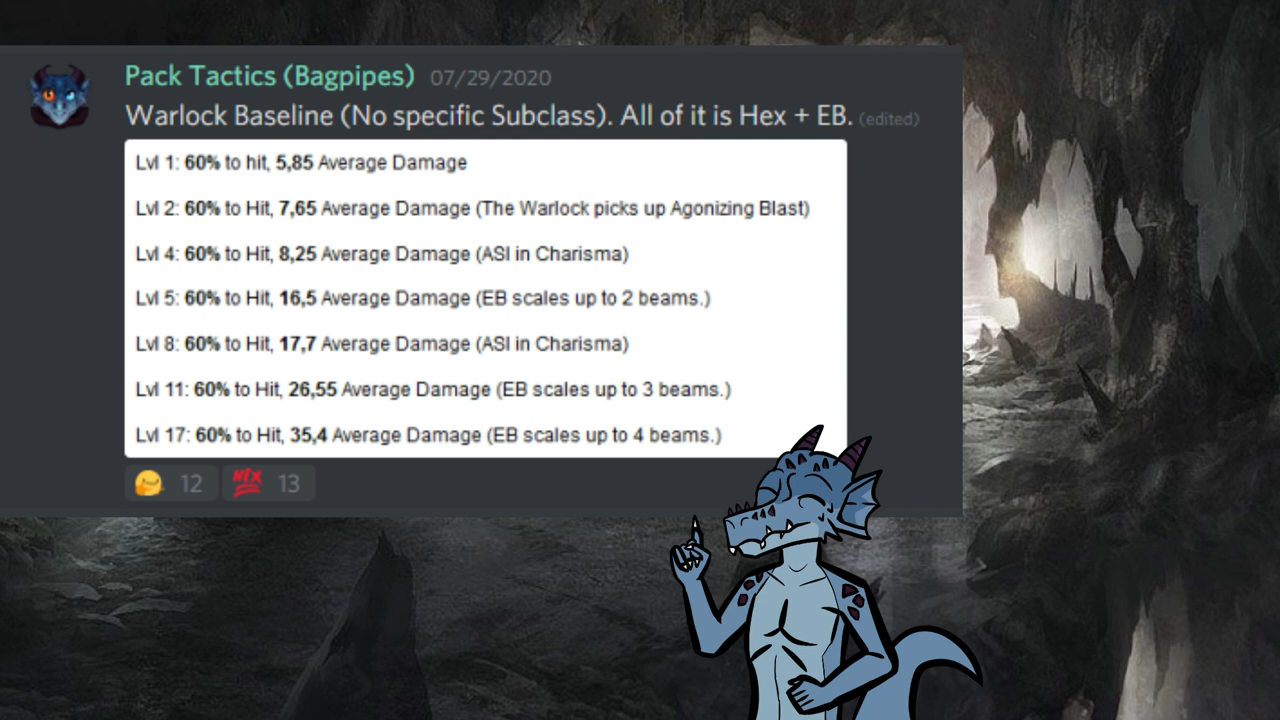 Pack Tactics (Bagpipes) 07/29/2020
Warlock Baseline (No specific Subclass). All of it is Hex + EB. (edited)
Lvl 1: 60% to hit, 5,85 Average Damage
Lvl 2: 60% to Hit, 7,65 Average Damage (The Warlock picks up Agonizing Blast)
Lvl 4: 60% to Hit, 8,25 Average Damage (ASI in Charisma)
Lvl 5: 60% to Hit, 16,5 Average Damage (EB scales up to 2 beams.)
Lvl 8: 60% to Hit, 17,7 Average Damage (ASI in Charisma)
Lvl 11: 60% to Hit, 26,55 Average Damage (EB scales up to 3 beams.)
Lvl 17: 60% to Hit, 35,4 Average Damage (EB scales up to 4 beams.)
12 HEX 13